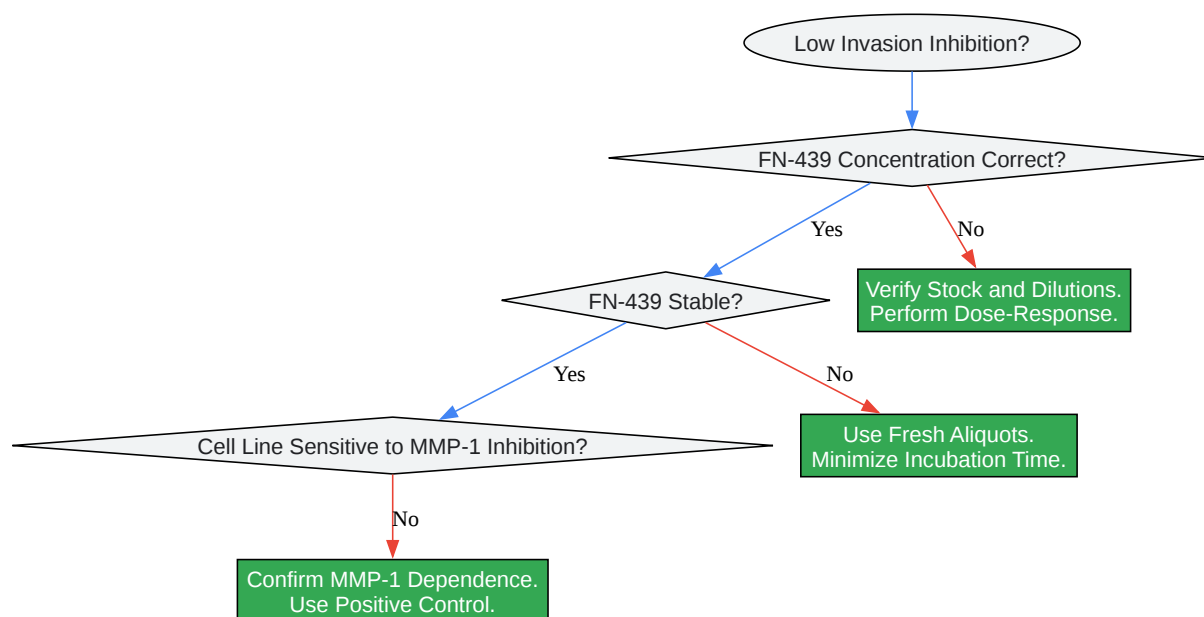 Low Invasion Inhibition?
FN-439 Concentration Correct?
Yes
No
FN-439 Stable?
Verify Stock and Dilutions.
Perform Dose-Response.
Yes
No
Cell Line Sensitive to MMP-1 Inhibition?
Use Fresh Aliquots.
Minimize Incubation Time.
No
Confirm MMP-1 Dependence.
Use Positive Control.